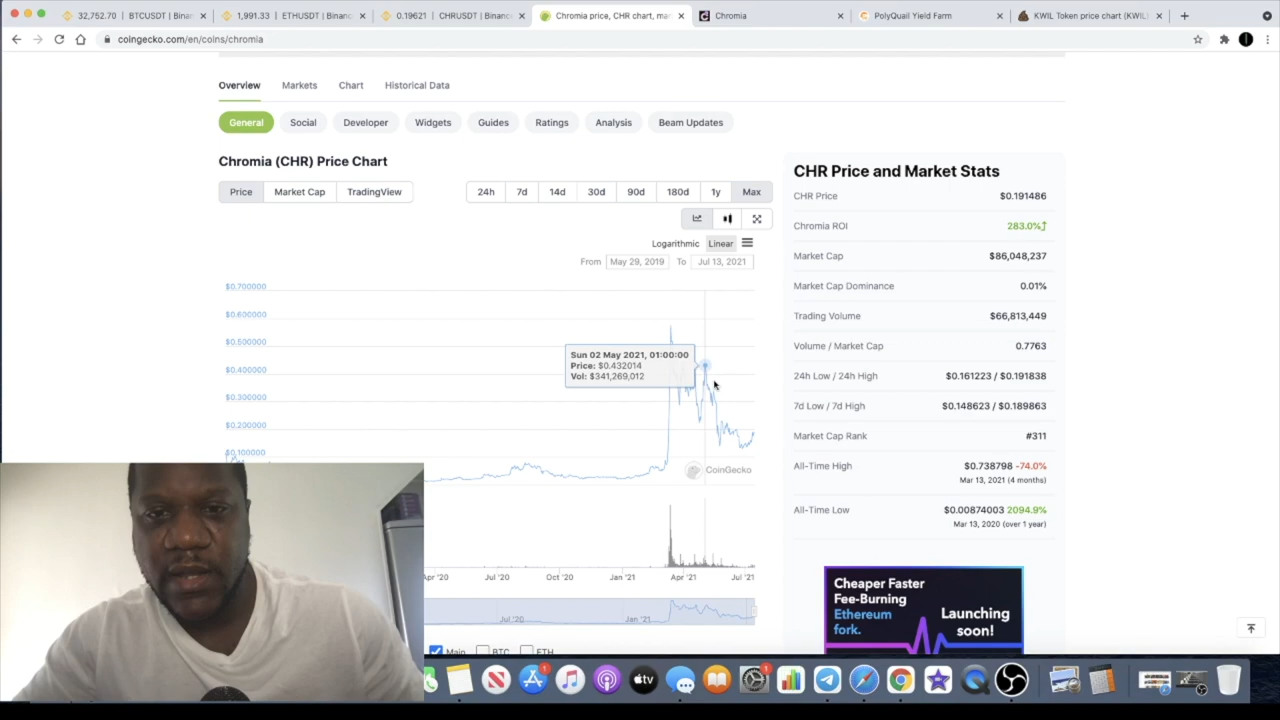 32,752.70 | BTCUSDT | Binan
1,991.33 | ETHUSDT | Binanc
0.19621 | CHRUSDT | Binanc
Chromia price, CHR chart, mar
Chromia
PolyQuail Yield Farm
KWIL Token price chart (KWIL/
coingecko.com/en/coins/chromia
Overview Markets Chart Historical Data
General Social Developer Widgets Guides Ratings Analysis Beam Updates
Chromia (CHR) Price Chart
Price Market Cap TradingView
24h 7d 14d 30d 90d 180d 1y Max
Logarithmic Linear
From May 29, 2019 To Jul 13, 2021
$0.700000
$0.600000
$0.500000
$0.400000
$0.300000
$0.200000
$0.100000
Sun 02 May 2021, 01:00:00
Price: $0.432014
Vol: $341,269,012
CoinGecko
Apr '20 Jul '20 Oct '20 Jan '21 Apr '21 Jul '21
Jul '20 Jan '21
Main BTC ETH
CHR Price and Market Stats
CHR Price $0.191486
Chromia ROI 283.0%
Market Cap $86,048,237
Market Cap Dominance 0.01%
Trading Volume $66,813,449
Volume / Market Cap 0.7763
24h Low / 24h High $0.161223 / $0.191838
7d Low / 7d High $0.148623 / $0.189863
Market Cap Rank #311
All-Time High $0.738798 -74.0%
Mar 13, 2021 (4 months)
All-Time Low $0.00874003 2094.9%
Mar 13, 2020 (over 1 year)
Cheaper Faster
Fee-Burning
Ethereum
fork.
Launching
soon!
tv
1
1